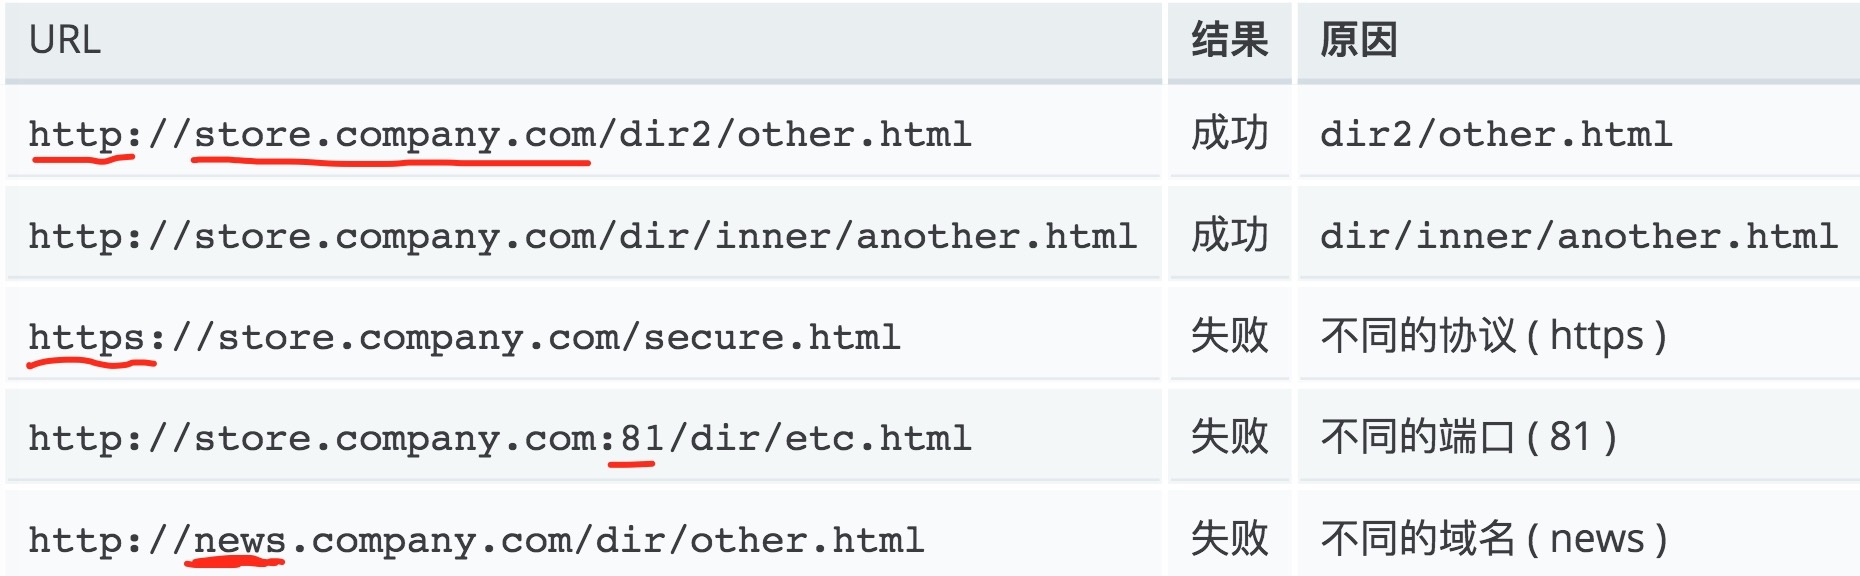 URL 结果 原因
http://store.company.com/dir2/other.html 成功 dir2/other.html
http://store.company.com/dir/inner/another.html 成功 dir/inner/another.html
https://store.company.com/secure.html 失败 不同的协议 ( https )
http://store.company.com:81/dir/etc.html 失败 不同的端口 ( 81 )
http://news.company.com/dir/other.html 失败 不同的域名 ( news )